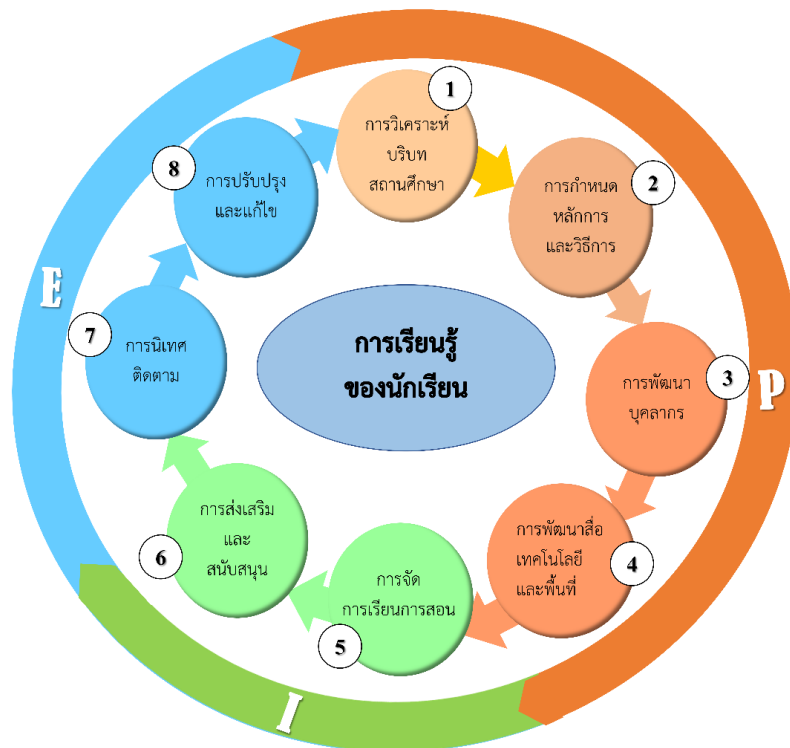 1
การวิเคราะห์
บริบท
สถานศึกษา
2
การกำหนด
หลักการ
และวิธีการ
3
การพัฒนา
บุคลากร
4
การพัฒนาสื่อ
เทคโนโลยี
และพื้นที่
5
การจัด
การเรียนการสอน
6
การส่งเสริม
และ
สนับสนุน
7
การนิเทศ
ติดตาม
8
การปรับปรุง
และแก้ไข
การเรียนรู้
ของนักเรียน
P
I
E